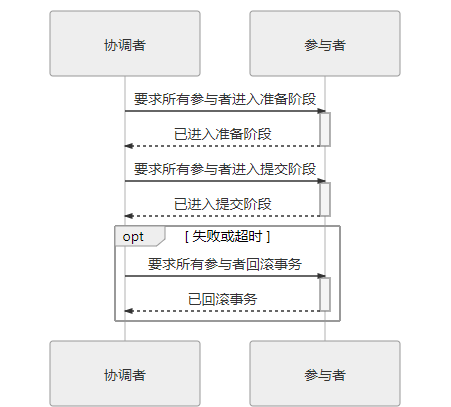 协调者 参与者
要求所有参与者进入准备阶段
已进入准备阶段
要求所有参与者进入提交阶段
已进入提交阶段
opt [ 失败或超时 ]
要求所有参与者回滚事务
已回滚事务
协调者 参与者